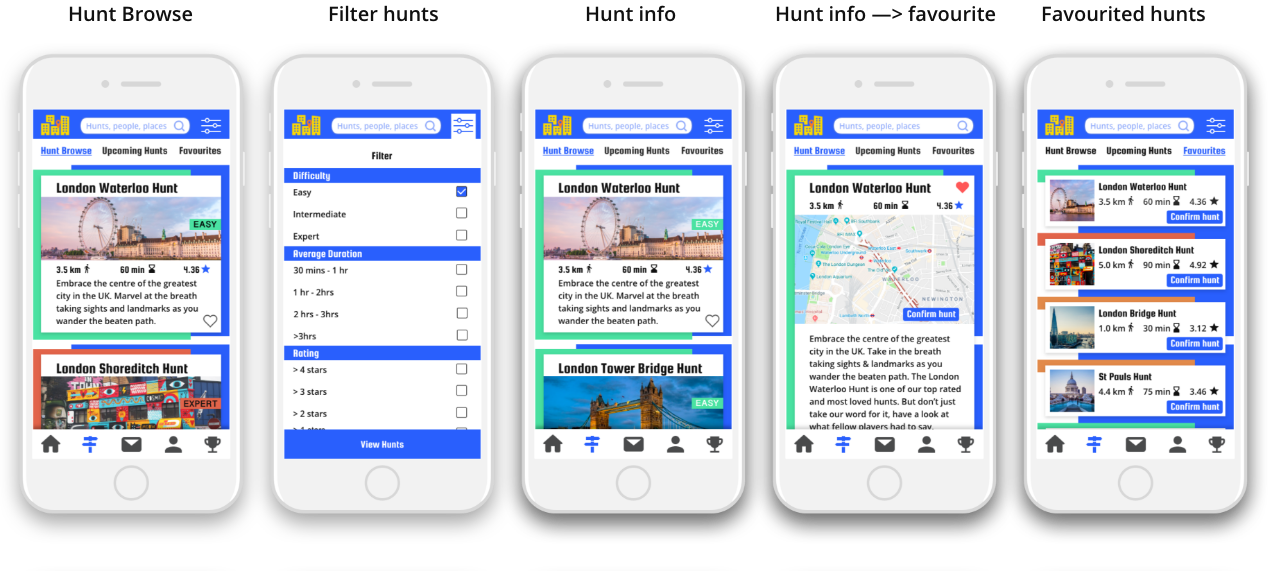 Hunt Browse
Filter hunts
Hunt info
Hunt info —> favourite
Favourited hunts
Hunts, people, places
Hunt Browse Upcoming Hunts Favourites
London Waterloo Hunt
EASY
3.5 km 60 min 4.36
Embrace the centre of the greatest
city in the UK. Marvel at the breath
taking sights and landmarks as you
wander the beaten path.
London Shoreditch Hunt
EXPERT
Hunts, people, places
Filter
Difficulty
Easy
Intermediate
Expert
Average Duration
30 mins - 1 hr
1 hr - 2hrs
2 hrs - 3hrs
>3hrs
Rating
> 4 stars
> 3 stars
> 2 stars
View Hunts
Hunts, people, places
Hunt Browse Upcoming Hunts Favourites
London Waterloo Hunt
EASY
3.5 km 60 min 4.36
Embrace the centre of the greatest
city in the UK. Marvel at the breath
taking sights and landmarks as you
wander the beaten path.
London Tower Bridge Hunt
EASY
Hunts, people, places
Hunt Browse Upcoming Hunts Favourites
London Waterloo Hunt
3.5 km 60 min 4.36
BFI Southbank
The London Dungeon
London Aquarium
WATERLOO
NEWINGTON
Confirm hunt
Embrace the centre of the greatest
city in the UK. Take in the breath
taking sights & landmarks as you
wander the beaten path. The London
Waterloo Hunt is one of our top rated
and most loved hunts. But don't just
take our word for it, have a look at
what fellow players had to say.
Hunts, people, places
Hunt Browse Upcoming Hunts Favourites
London Waterloo Hunt
3.5 km 60 min 4.36
Confirm hunt
London Shoreditch Hunt
5.0 km 90 min 4.92
Confirm hunt
London Bridge Hunt
1.0 km 30 min 3.12
Confirm hunt
St Pauls Hunt
4.4 km 75 min 3.46
Confirm hunt